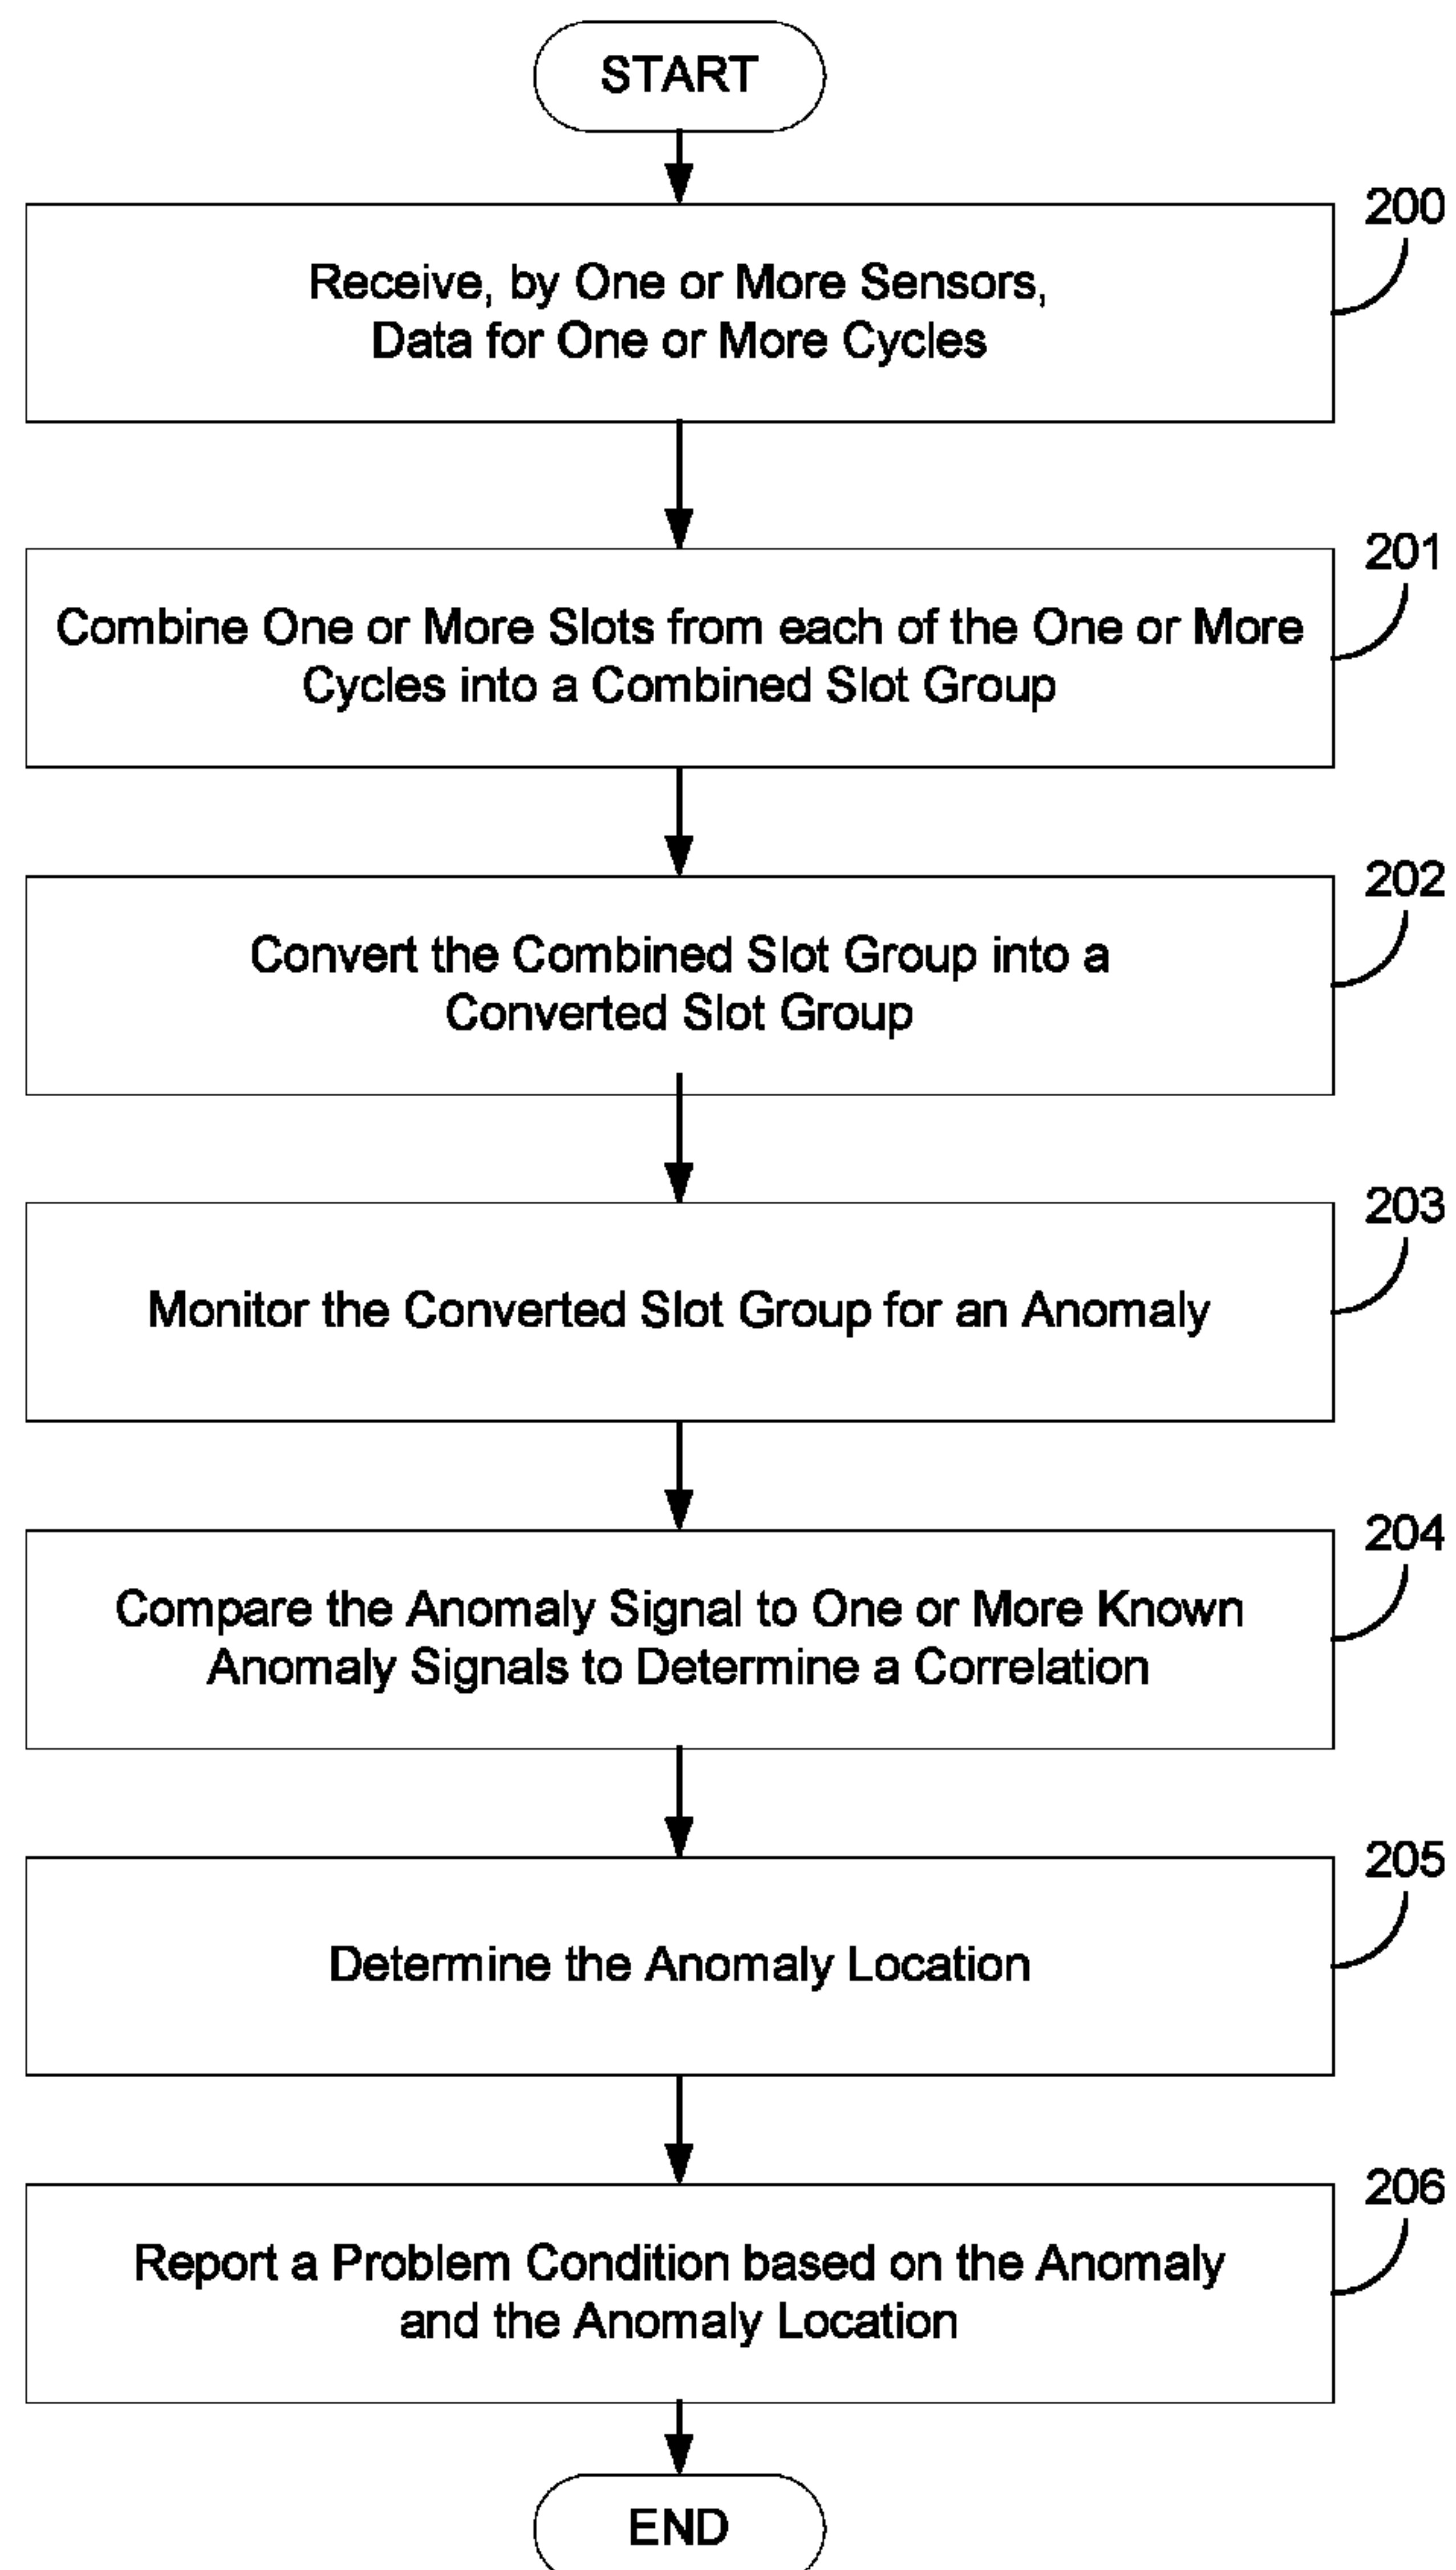 START
200
Receive, by One or More Sensors,
Data for One or More Cycles
201
Combine One or More Slots from each of the One or More
Cycles into a Combined Slot Group
202
Convert the Combined Slot Group into a
Converted Slot Group
203
Monitor the Converted Slot Group for an Anomaly
204
Compare the Anomaly Signal to One or More Known
Anomaly Signals to Determine a Correlation
205
Determine the Anomaly Location
206
Report a Problem Condition based on the Anomaly
and the Anomaly Location
END